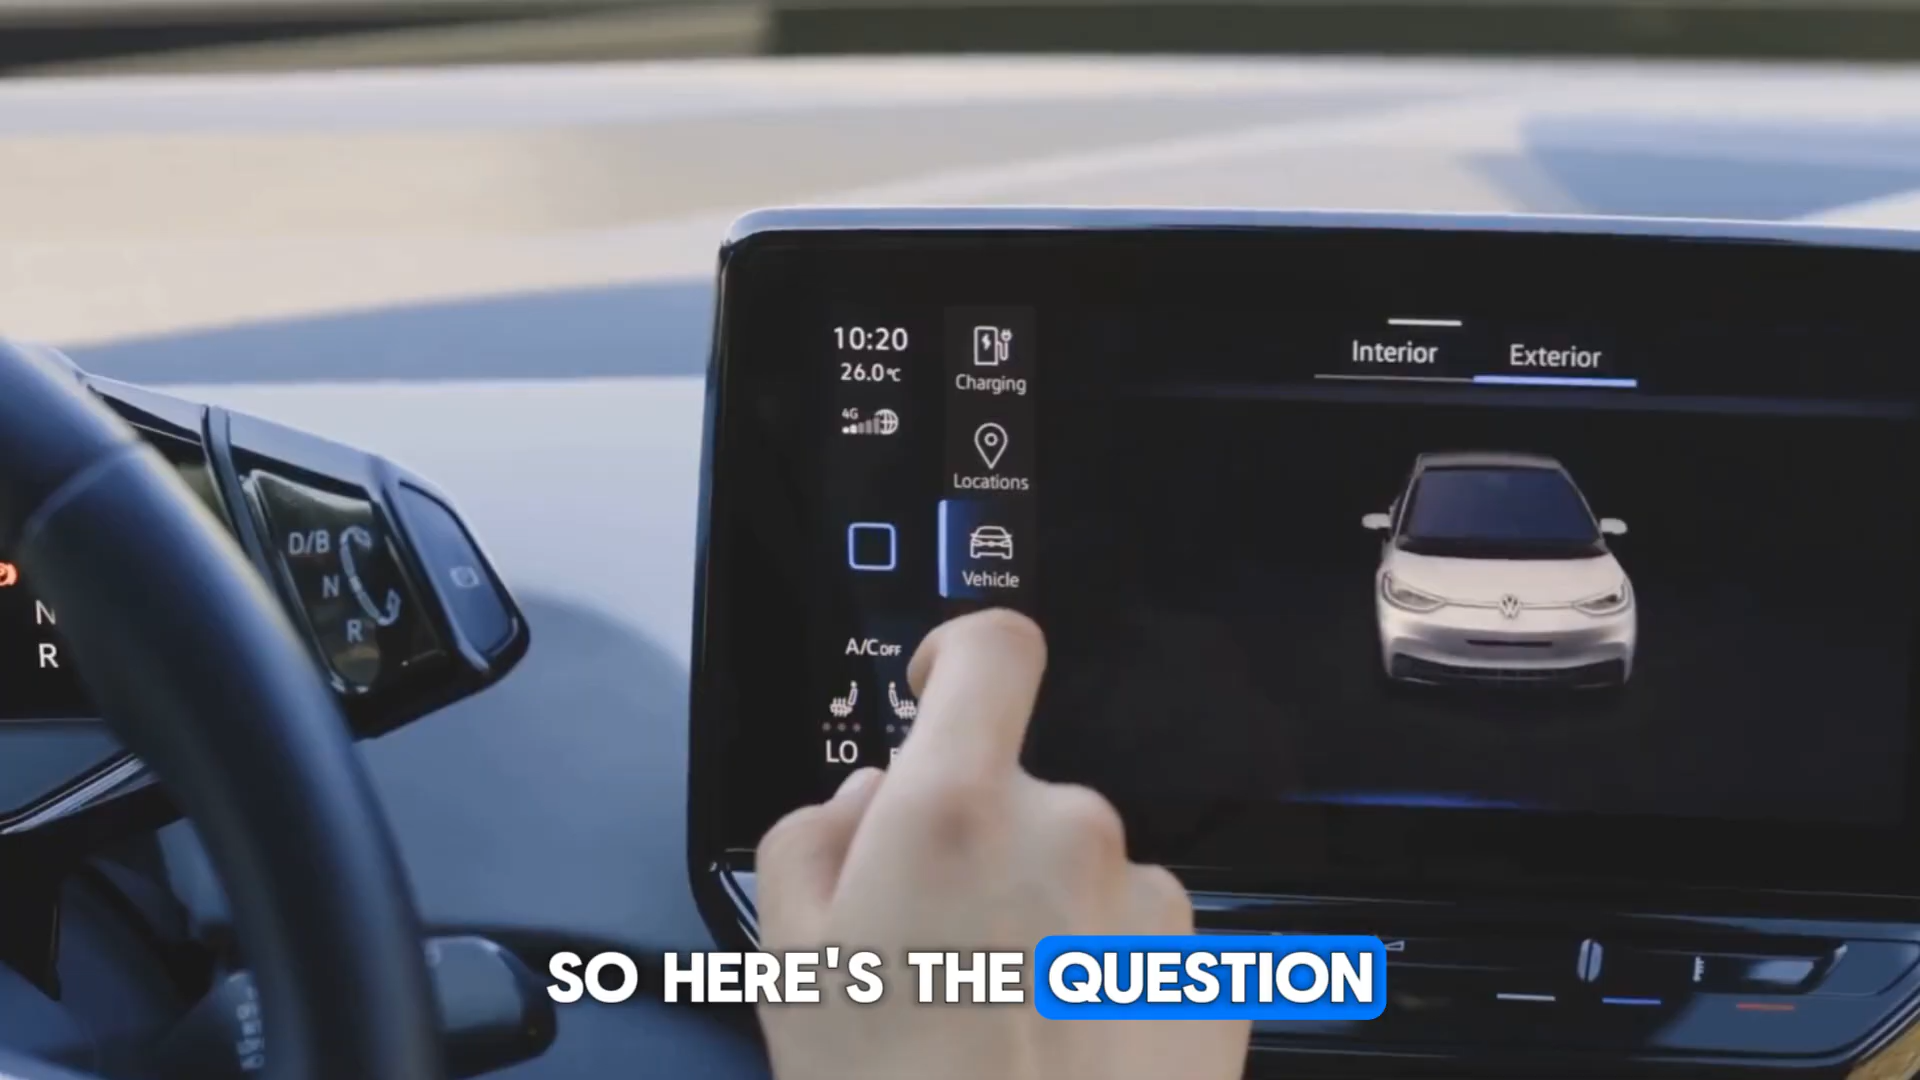 10:20
26.0°C
4G
Charging
Locations
Vehicle
A/C OFF
LO
Interior
Exterior
D/B
N
R
N
R
SO HERE'S THE QUESTION